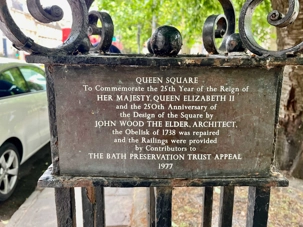 QUEEN SQUARE
To Commemorate the 25th Year of the Reign of
HER MAJESTY, QUEEN ELIZABETH II
and the 250th Anniversary of
the Design of the Square by
JOHN WOOD THE ELDER, ARCHITECT,
the Obelisk of 1738 was repaired
and the Railings were provided
by Contributors to
THE BATH PRESERVATION TRUST APPEAL
1977